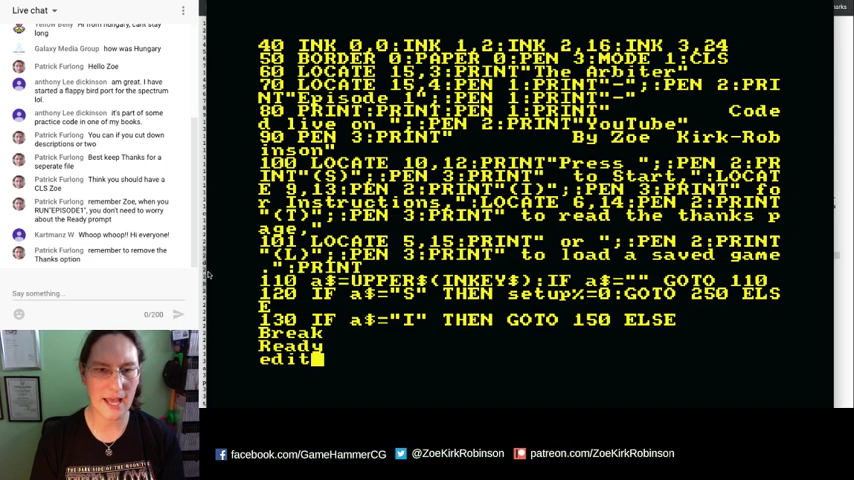 Live chat
Yellow Belly Hi from hungary, cant stay
long
Galaxy Media Group how was Hungary
Patrick Furlong Hello Zoe
anthony Lee dickinson am great. I have
started a flappy bird port for the spectrum
lol.
anthony Lee dickinson it's part of some
practice code in one of my books.
Patrick Furlong You can if you cut down
descriptions or two
Patrick Furlong Best keep Thanks for a
seperate file
Patrick Furlong Think you should have a
CLS Zoe
Patrick Furlong remember Zoe, when you
RUN"EPISODE1", you don't need to worry
about the Ready prompt
Kartmanz W Whoop whoop!! Hi everyone!
Patrick Furlong remember to remove the
Thanks option
Say something...
0/200
40 INK 0,0:INK 1,2:INK 2,16:INK 3,24
50 BORDER 0:PAPER 0:PEN 3:MODE 1:CLS
60 LOCATE 15,3:PRINT"The Arbiter"
70 LOCATE 15,4:PEN 1:PRINT"-";:PEN 2:PRI
NT"Episode 1";:PEN 1:PRINT"-"
80 PRINT:PRINT:PEN 1:PRINT" Code
d live on ";:PEN 2:PRINT"YouTube"
90 PEN 3:PRINT" By Zoe Kirk-Rob
inson"
100 LOCATE 10,12:PRINT"Press ";:PEN 2:PR
INT"(S)";:PEN 3:PRINT" to Start,":LOCAT
E 9,13:PEN 2:PRINT"(I)";:PEN 3:PRINT" fo
r Instructions,":LOCATE 6,14:PEN 2:PRINT
"(T)";:PEN 3:PRINT" to read the thanks p
age,"
101 LOCATE 5,15:PRINT" or ";:PEN 2:PRINT
"(L)";:PEN 3:PRINT" to load a saved game
.":PRINT
110 a$=UPPER$(INKEY$):IF a$="" GOTO 110
120 IF a$="S" THEN setup%=0:GOTO 250 ELS
E
130 IF a$="I" THEN GOTO 150 ELSE
Break
Ready
edit
facebook.com/GameHammerCG @ZoeKirkRobinson patreon.com/ZoeKirkRobinson